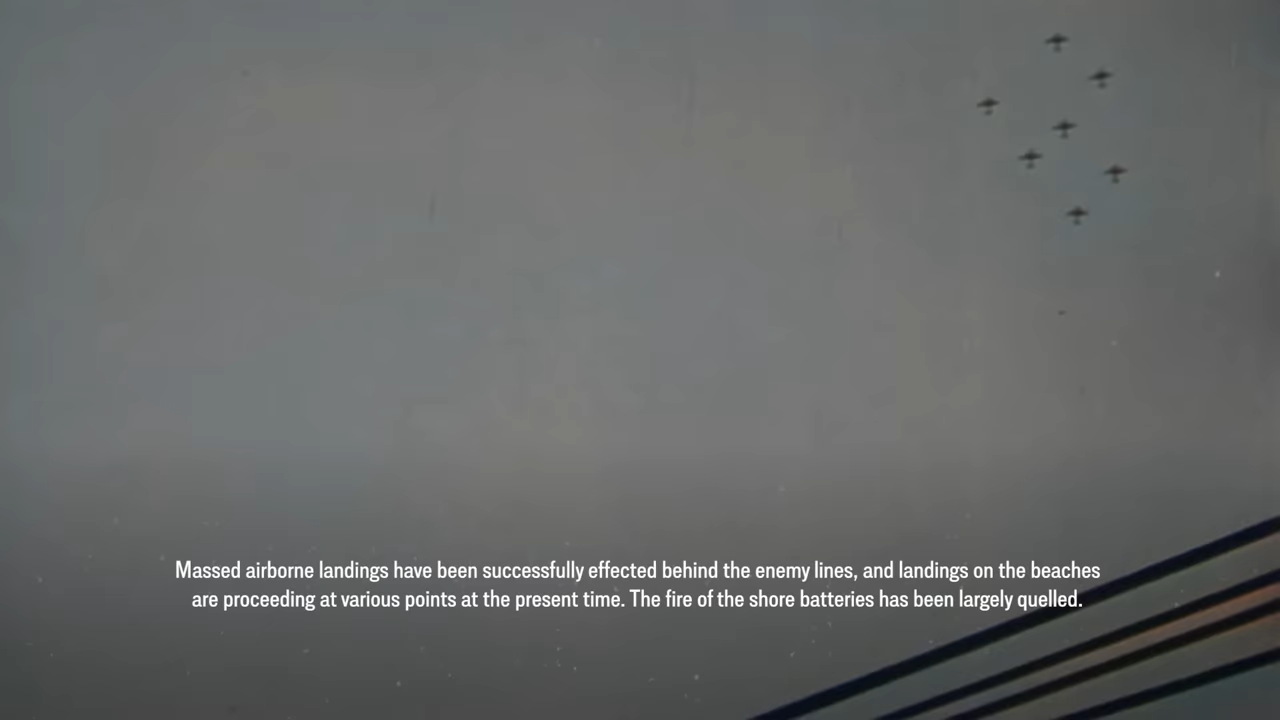 Massed airborne landings have been successfully effected behind the enemy lines, and landings on the beaches
are proceeding at various points at the present time. The fire of the shore batteries has been largely quelled.